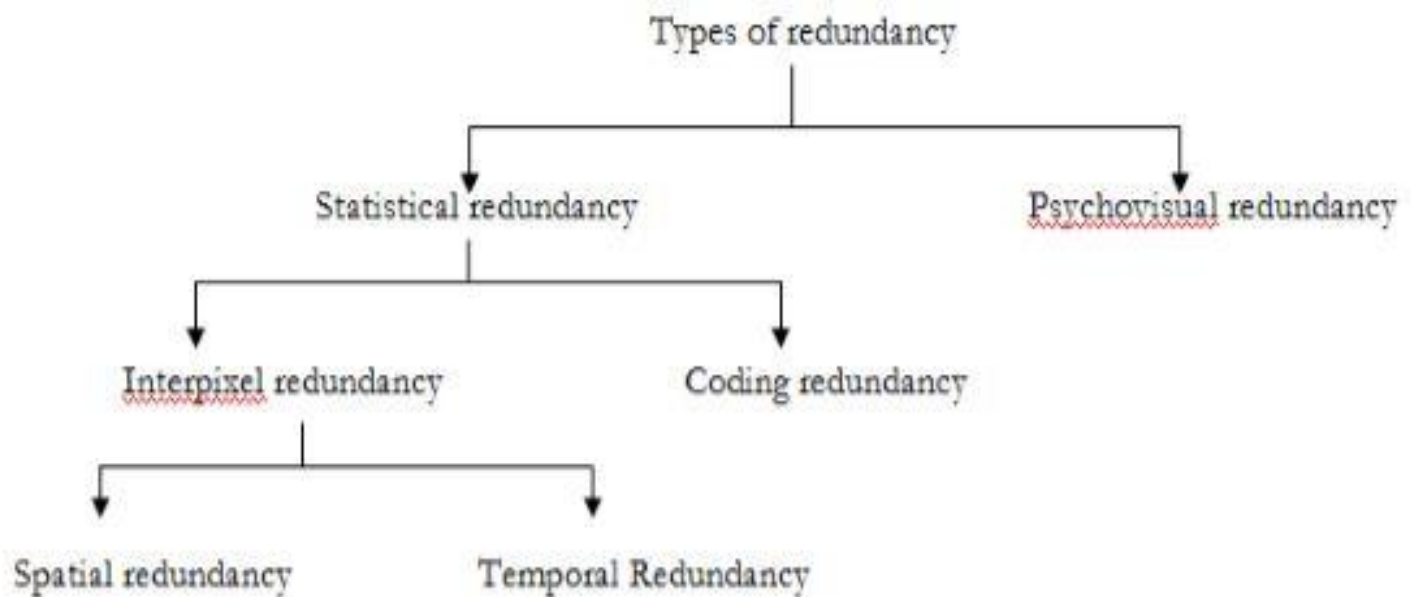 Types of redundancy
Statistical redundancy
Psychovisual redundancy
Interpixel redundancy
Coding redundancy
Spatial redundancy
Temporal Redundancy